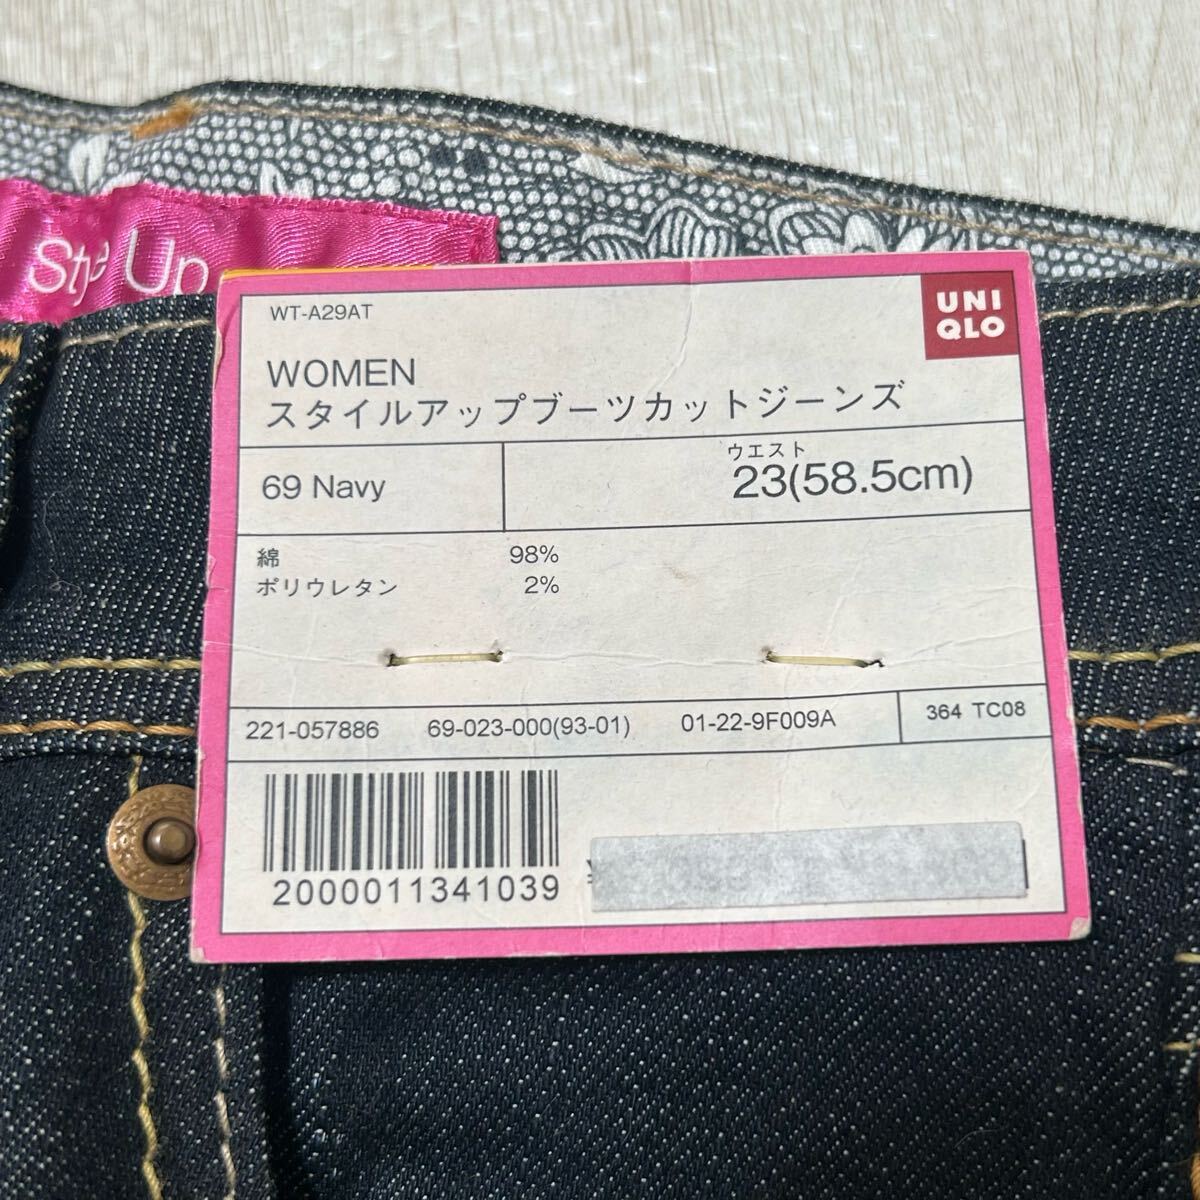 Style Up
WT-A29AT
UNI
QLO
WOMEN
スタイルアップブーツカットジーンズ
69 Navy
ウエスト
23(58.5cm)
綿 98%
ポリウレタン 2%
221-057886 69-023-000(93-01) 01-22-9F009A 364 TC08
2000011341039